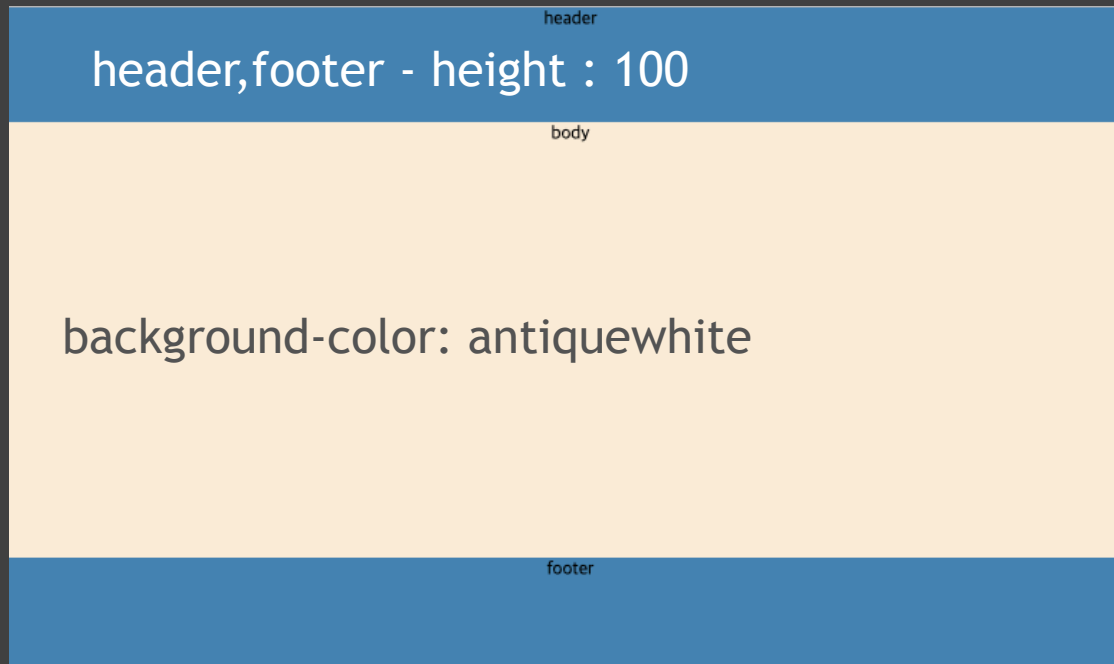 header
header,footer - height : 100
body
background-color: antiquewhite
footer